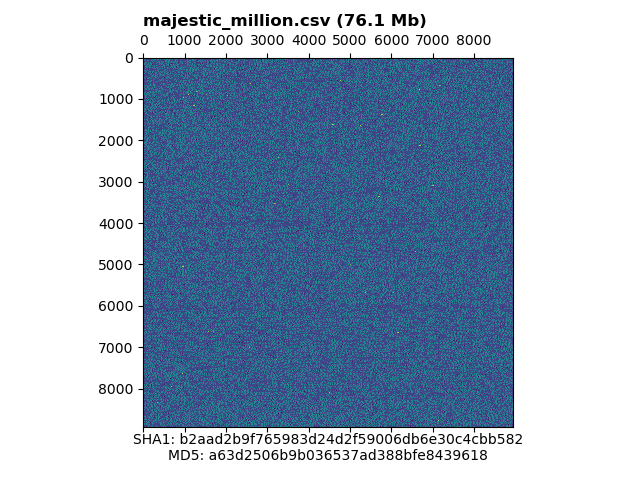 majestic_million.csv (76.1 Mb)
0 1000 2000 3000 4000 5000 6000 7000 8000
0
1000
2000
3000
4000
5000
6000
7000
8000
SHA1: b2aad2b9f765983d24d2f59006db6e30c4cbb582
MD5: a63d2506b9b036537ad388bfe8439618